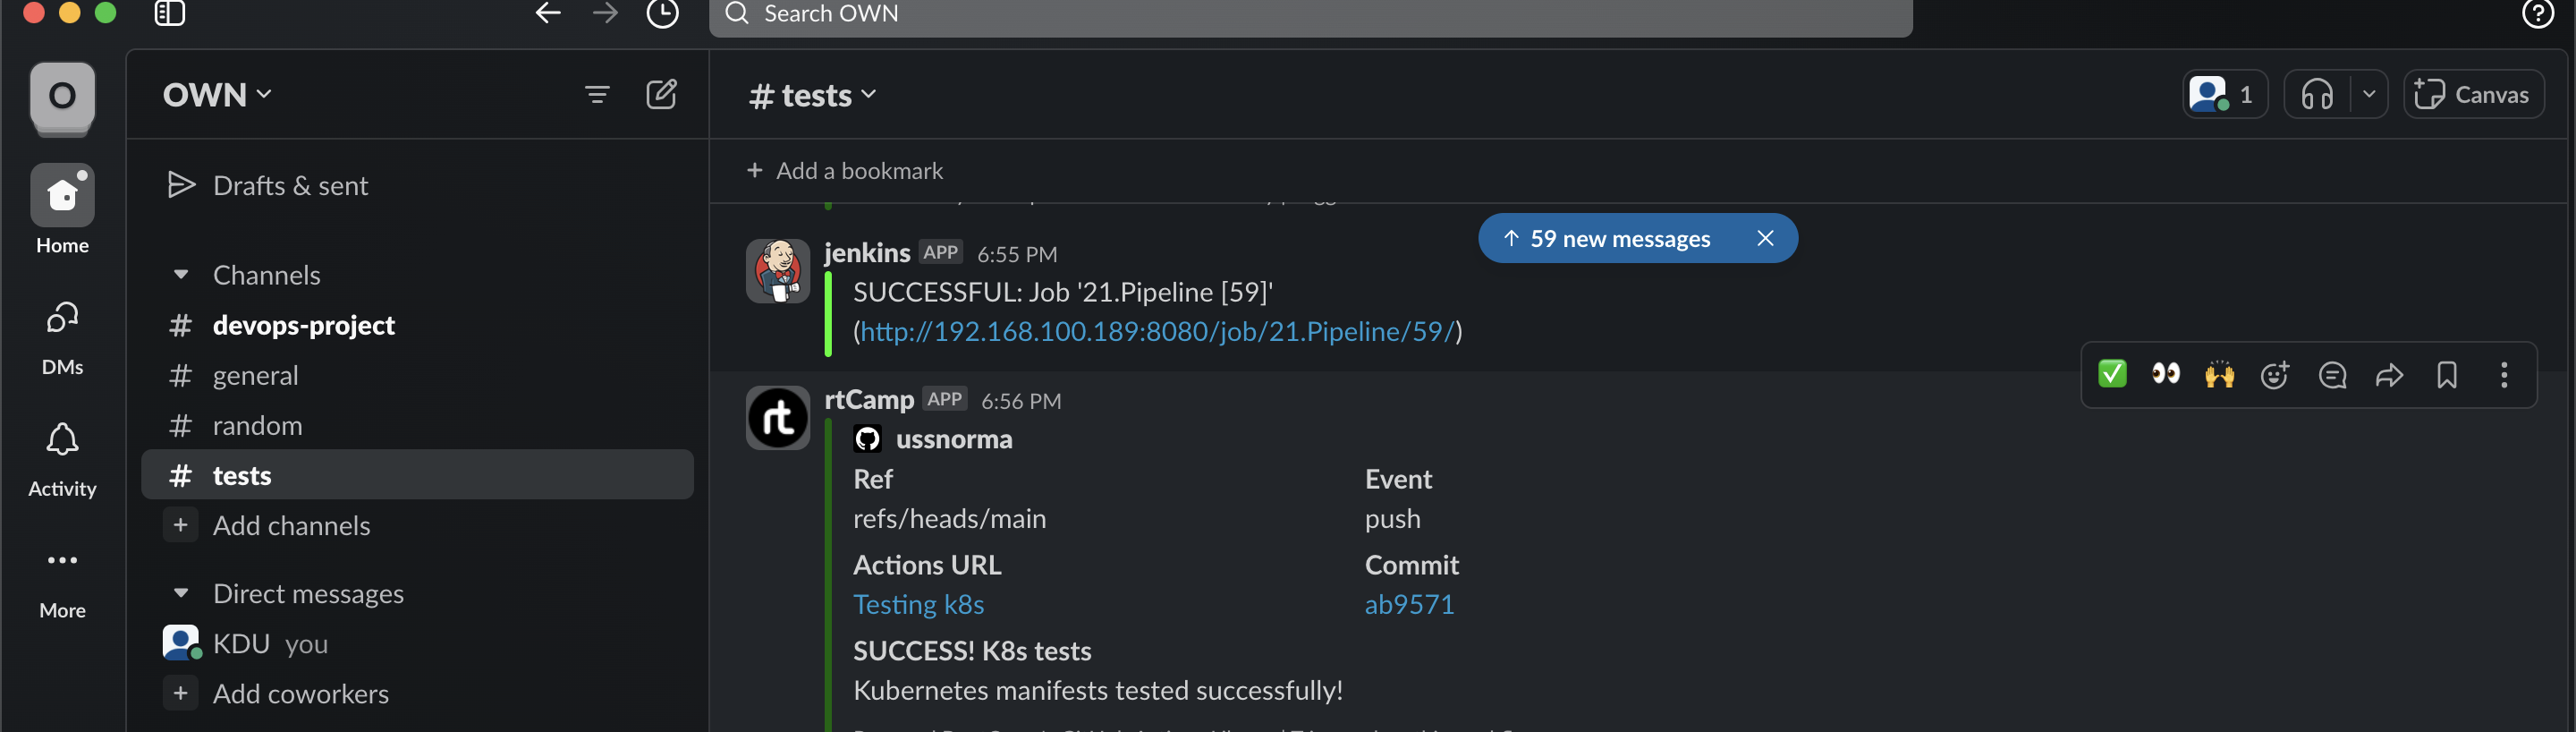 Search OWN
O
OWN
Home
DMs
Activity
More
Drafts & sent
Channels
# devops-project
# general
# random
# tests
+ Add channels
Direct messages
KDU you
+ Add coworkers
# tests
1
Canvas
+ Add a bookmark
↑ 59 new messages
jenkins APP 6:55 PM
SUCCESSFUL: Job '21.Pipeline [59]'
(http://192.168.100.189:8080/job/21.Pipeline/59/)
rt
rtCamp APP 6:56 PM
ussnorma
Ref Event
refs/heads/main push
Actions URL Commit
Testing k8s ab9571
SUCCESS! K8s tests
Kubernetes manifests tested successfully!